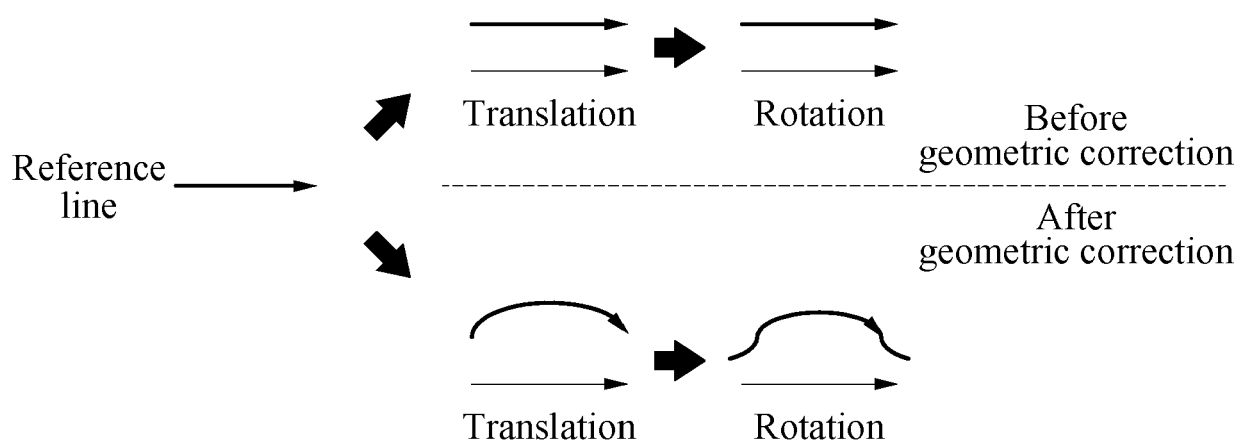 Reference
line
Translation
Rotation
Before
geometric correction
After
geometric correction
Translation
Rotation